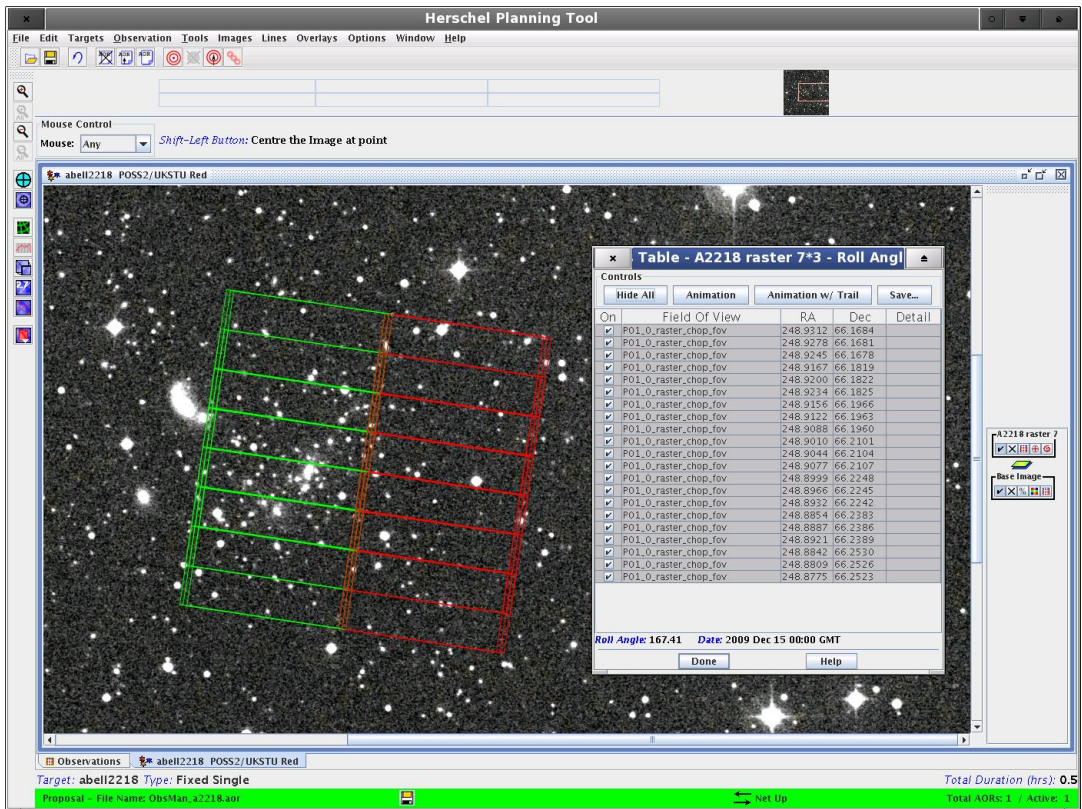 Herschel Planning Tool
File Edit Targets Observation Tools Images Lines Overlays Options Window Help
Mouse Control
Mouse: Any Shift-Left Button: Centre the Image at point
abell2218 POSS2/UKSTU Red
Table - A2218 raster 7*3 - Roll Angl
Controls
Hide All Animation Animation w/ Trail Save...
On Field Of View RA Dec Detail
P01_0_raster_chop_fov 248.9312 66.1684
P01_0_raster_chop_fov 248.9278 66.1681
P01_0_raster_chop_fov 248.9245 66.1678
P01_0_raster_chop_fov 248.9167 66.1819
P01_0_raster_chop_fov 248.9200 66.1822
P01_0_raster_chop_fov 248.9234 66.1825
P01_0_raster_chop_fov 248.9156 66.1966
P01_0_raster_chop_fov 248.9122 66.1963
P01_0_raster_chop_fov 248.9088 66.1960
P01_0_raster_chop_fov 248.9010 66.2101
P01_0_raster_chop_fov 248.9044 66.2104
P01_0_raster_chop_fov 248.9077 66.2107
P01_0_raster_chop_fov 248.8999 66.2248
P01_0_raster_chop_fov 248.8966 66.2245
P01_0_raster_chop_fov 248.8932 66.2242
P01_0_raster_chop_fov 248.8854 66.2383
P01_0_raster_chop_fov 248.8887 66.2386
P01_0_raster_chop_fov 248.8921 66.2389
P01_0_raster_chop_fov 248.8842 66.2530
P01_0_raster_chop_fov 248.8809 66.2526
P01_0_raster_chop_fov 248.8775 66.2523
Roll Angle: 167.41 Date: 2009 Dec 15 00:00 GMT
Done Help
A2218 raster 7
Base Image
Observations abell2218 POSS2/UKSTU Red
Target: abell2218 Type: Fixed Single Total Duration (hrs): 0.5
Proposal - File Name: ObsMan_a2218.aor Net Up Total AORs: 1 / Active: 1